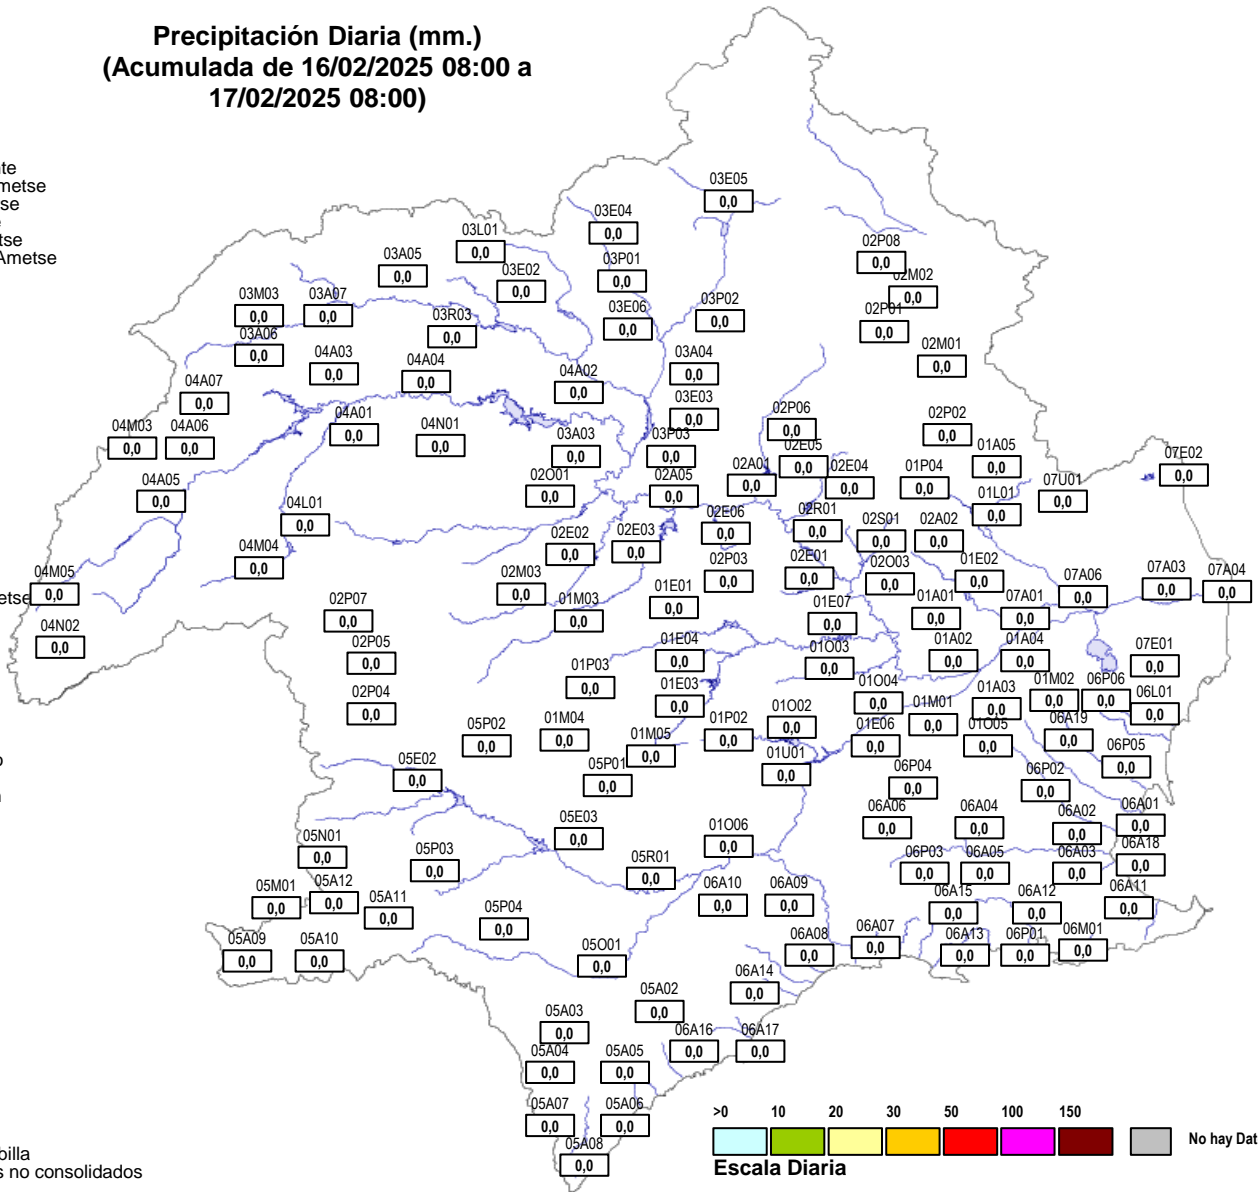 Precipitación Diaria (mm.)
(Acumulada de 16/02/2025 08:00 a
17/02/2025 08:00)
03E05
0,0
03E04
0,0
03L01
0,0
03A05
0,0
03E02
0,0
03P01
0,0
02P08
0,0
02M02
0,0
03M03
0,0
03A07
0,0
03R03
0,0
03E06
0,0
03P02
0,0
02P01
0,0
03A06
0,0
04A03
0,0
04A04
0,0
04A02
0,0
03A04
0,0
02M01
0,0
04A07
0,0
04A01
0,0
04N01
0,0
03E03
0,0
02P06
0,0
02P02
0,0
04M03
0,0
04A06
0,0
03A03
0,0
03P03
0,0
02E05
0,0
01A05
0,0
07E02
0,0
04A05
0,0
02O01
0,0
02A05
0,0
02A01
0,0
02E04
0,0
01P04
0,0
01L01
0,0
07U01
0,0
04L01
0,0
02E02
0,0
02E03
0,0
02E06
0,0
02R01
0,0
02S01
0,0
02A02
0,0
04M04
0,0
04M05
0,0
02M03
0,0
02P03
0,0
02E01
0,0
02O03
0,0
01E02
0,0
07A06
0,0
07A03
0,0
07A04
0,0
02P07
0,0
01M03
0,0
01E01
0,0
01E07
0,0
01A01
0,0
07A01
0,0
04N02
0,0
02P05
0,0
01E04
0,0
01O03
0,0
01A02
0,0
01A04
0,0
07E01
0,0
02P04
0,0
01P03
0,0
01E03
0,0
01O04
0,0
01A03
0,0
01M02
0,0
06P06
0,0
06L01
0,0
05P02
0,0
01M04
0,0
01M05
0,0
01P02
0,0
01O02
0,0
01E06
0,0
01M01
0,0
01O05
0,0
06A19
0,0
06P05
0,0
05E02
0,0
05P01
0,0
01U01
0,0
06P04
0,0
06P02
0,0
05E03
0,0
01O06
0,0
06A06
0,0
06A04
0,0
06A02
0,0
06A01
0,0
05N01
0,0
05P03
0,0
05R01
0,0
06P03
0,0
06A05
0,0
06A03
0,0
06A18
0,0
05M01
0,0
05A12
0,0
05A11
0,0
06A10
0,0
06A09
0,0
06A15
0,0
06A12
0,0
06A11
0,0
05A09
0,0
05A10
0,0
05P04
0,0
05O01
0,0
06A08
0,0
06A07
0,0
06A13
0,0
06P01
0,0
06M01
0,0
05A02
0,0
06A14
0,0
05A03
0,0
06A16
0,0
06A17
0,0
05A04
0,0
05A05
0,0
05A07
0,0
05A06
0,0
05A08
0,0
>0 10 20 30 50 100 150
No hay Dat
Escala Diaria
s no consolidados